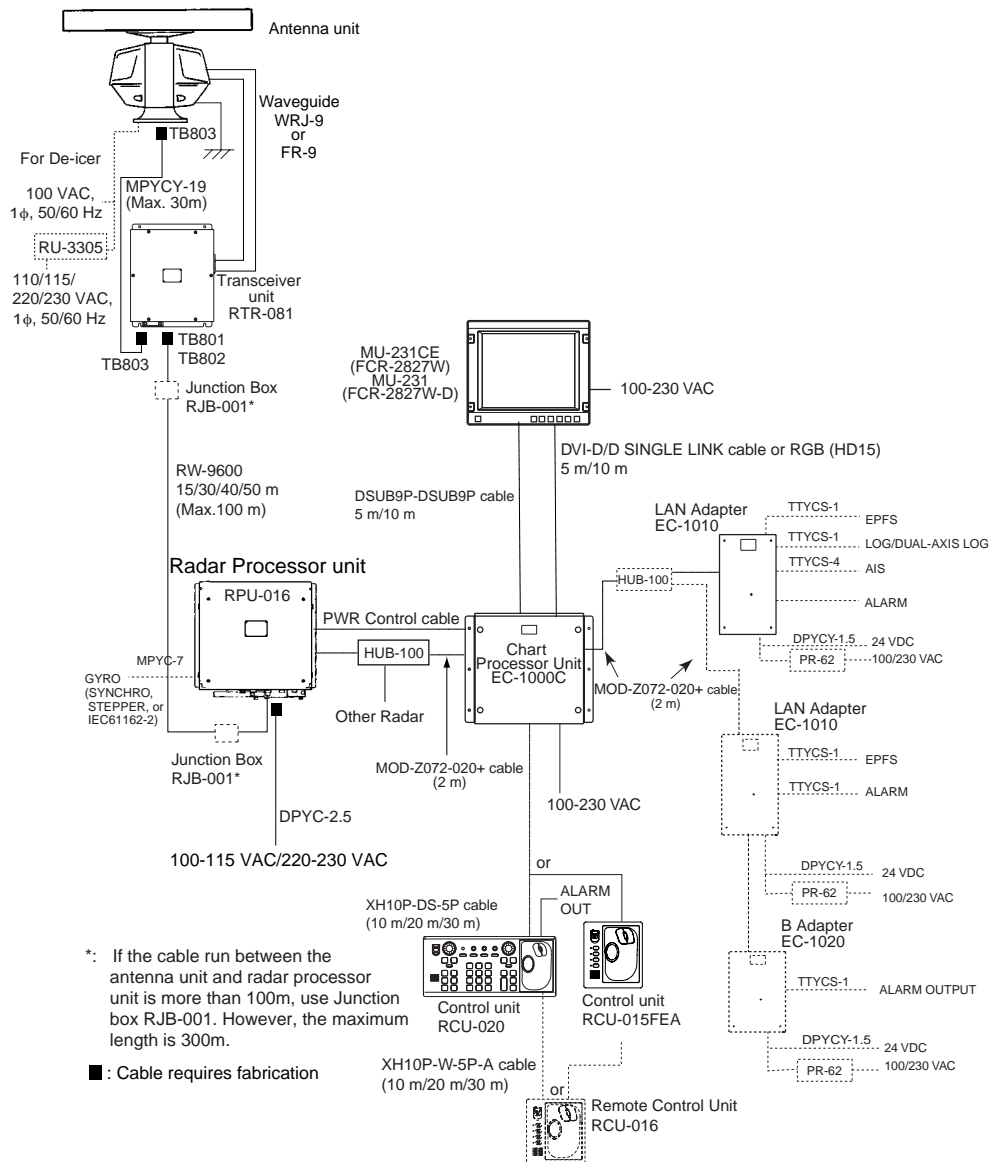 Antenna unit
Waveguide
WRJ-9
or
FR-9
TB803
For De-icer
MPYCY-19
(Max. 30m)
100 VAC,
1ϕ, 50/60 Hz
RU-3305
110/115/
220/230 VAC,
1ϕ, 50/60 Hz
Transceiver
unit
RTR-081
TB803
TB801
TB802
Junction Box
RJB-001*
MU-231CE
(FCR-2827W)
MU-231
(FCR-2827W-D)
100-230 VAC
DVI-D/D SINGLE LINK cable or RGB (HD15)
5 m/10 m
DSUB9P-DSUB9P cable
5 m/10 m
RW-9600
15/30/40/50 m
(Max.100 m)
LAN Adapter
EC-1010
TTYCS-1
EPFS
TTYCS-1
LOG/DUAL-AXIS LOG
TTYCS-4
AIS
ALARM
HUB-100
DPYCY-1.5
24 VDC
PR-62
100/230 VAC
Radar Processor unit
RPU-016
PWR Control cable
HUB-100
Chart
Processor Unit
EC-1000C
MOD-Z072-020+ cable
(2 m)
MPYC-7
GYRO
(SYNCHRO,
STEPPER, or
IEC61162-2)
Other Radar
Junction Box
RJB-001*
MOD-Z072-020+ cable
(2 m)
100-230 VAC
LAN Adapter
EC-1010
TTYCS-1
EPFS
TTYCS-1
ALARM
DPYCY-1.5
24 VDC
PR-62
100/230 VAC
DPYC-2.5
100-115 VAC/220-230 VAC
or
ALARM
OUT
XH10P-DS-5P cable
(10 m/20 m/30 m)
Control unit
RCU-020
Control unit
RCU-015FEA
B Adapter
EC-1020
TTYCS-1
ALARM OUTPUT
DPYCY-1.5
24 VDC
PR-62
100/230 VAC
*: If the cable run between the
antenna unit and radar processor
unit is more than 100m, use Junction
box RJB-001. However, the maximum
length is 300m.
■ : Cable requires fabrication
XH10P-W-5P-A cable
(10 m/20 m/30 m)
or
Remote Control Unit
RCU-016